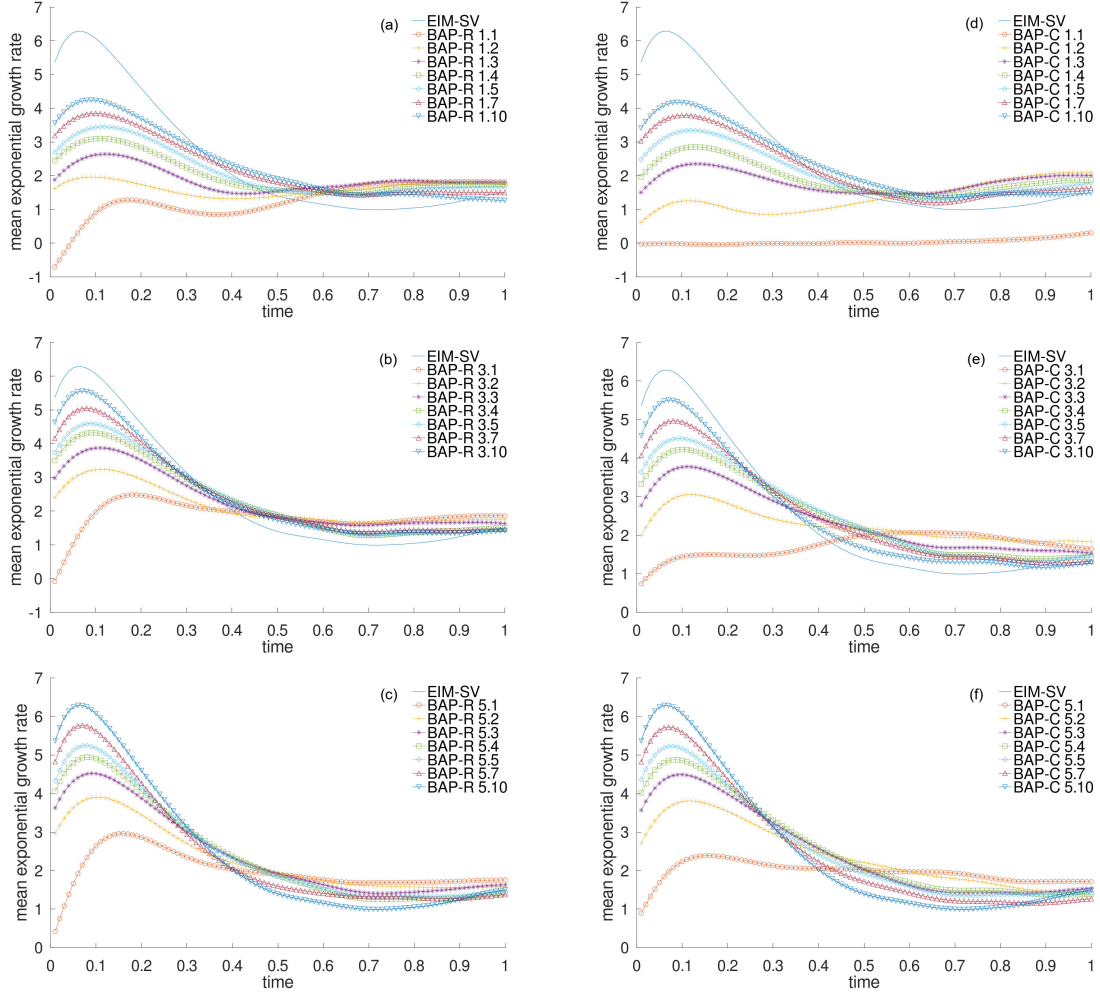 (a)
mean exponential growth rate
7
6
5
4
3
2
1
0
-1
0 0.1 0.2 0.3 0.4 0.5 0.6 0.7 0.8 0.9 1
time
EIM-SV
BAP-R 1.1
BAP-R 1.2
BAP-R 1.3
BAP-R 1.4
BAP-R 1.5
BAP-R 1.7
BAP-R 1.10
(d)
mean exponential growth rate
7
6
5
4
3
2
1
0
-1
0 0.1 0.2 0.3 0.4 0.5 0.6 0.7 0.8 0.9 1
time
EIM-SV
BAP-C 1.1
BAP-C 1.2
BAP-C 1.3
BAP-C 1.4
BAP-C 1.5
BAP-C 1.7
BAP-C 1.10
(b)
mean exponential growth rate
7
6
5
4
3
2
1
0
-1
0 0.1 0.2 0.3 0.4 0.5 0.6 0.7 0.8 0.9 1
time
EIM-SV
BAP-R 3.1
BAP-R 3.2
BAP-R 3.3
BAP-R 3.4
BAP-R 3.5
BAP-R 3.7
BAP-R 3.10
(e)
mean exponential growth rate
7
6
5
4
3
2
1
0
0 0.1 0.2 0.3 0.4 0.5 0.6 0.7 0.8 0.9 1
time
EIM-SV
BAP-C 3.1
BAP-C 3.2
BAP-C 3.3
BAP-C 3.4
BAP-C 3.5
BAP-C 3.7
BAP-C 3.10
(c)
mean exponential growth rate
7
6
5
4
3
2
1
0
0 0.1 0.2 0.3 0.4 0.5 0.6 0.7 0.8 0.9 1
time
EIM-SV
BAP-R 5.1
BAP-R 5.2
BAP-R 5.3
BAP-R 5.4
BAP-R 5.5
BAP-R 5.7
BAP-R 5.10
(f)
mean exponential growth rate
7
6
5
4
3
2
1
0
0 0.1 0.2 0.3 0.4 0.5 0.6 0.7 0.8 0.9 1
time
EIM-SV
BAP-C 5.1
BAP-C 5.2
BAP-C 5.3
BAP-C 5.4
BAP-C 5.5
BAP-C 5.7
BAP-C 5.10